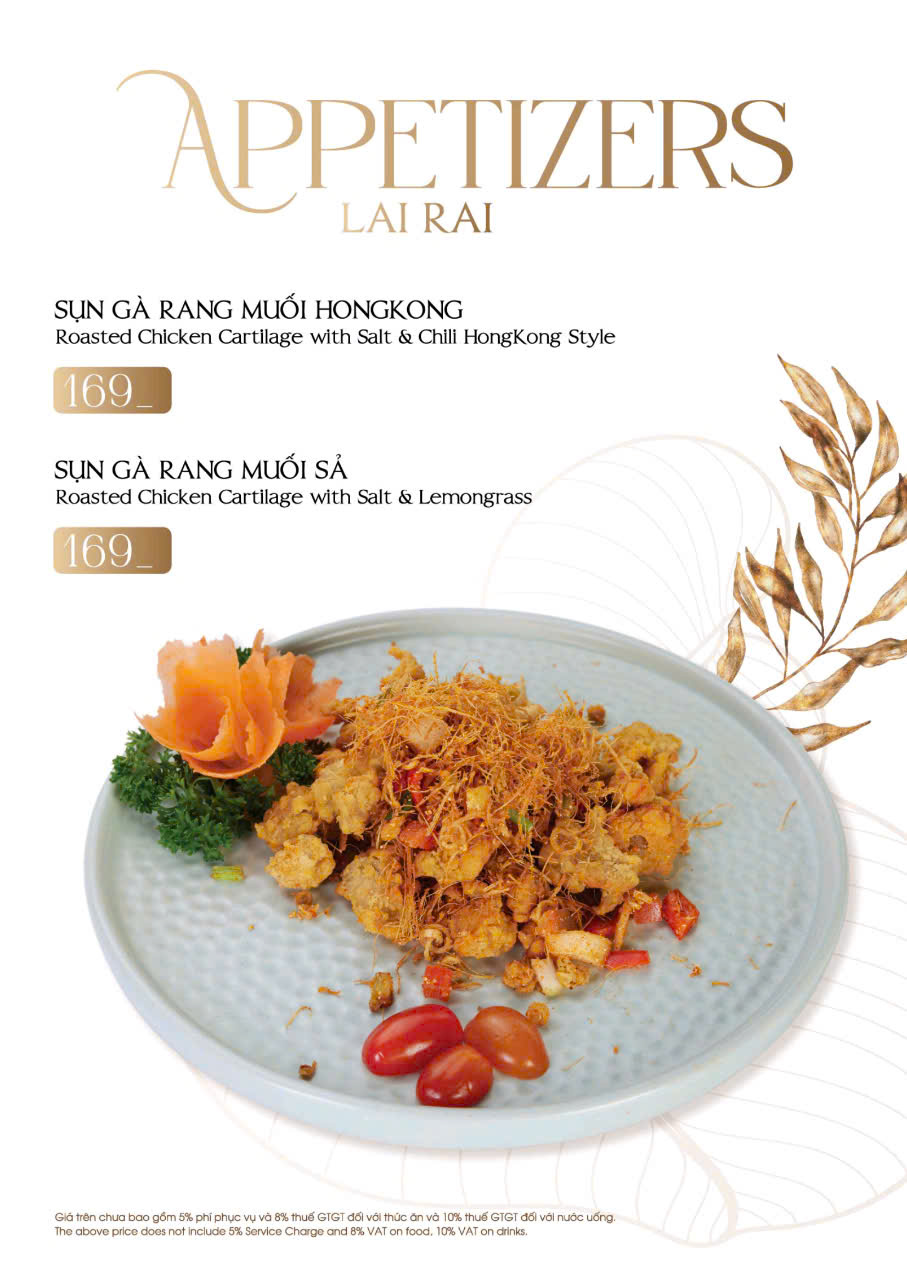 APPETIZERS
LAI RAI
SỤN GÀ RANG MUỐI HONGKONG
Roasted Chicken Cartilage with Salt & Chili HongKong Style
169_
SỤN GÀ RANG MUỐI SẢ
Roasted Chicken Cartilage with Salt & Lemongrass
169_
Giá trên chưa bao gồm 5% phí phục vụ và 8% thuế GTGT đối với thức ăn và 10% thuế GTGT đối với nước uống.
The above price does not include 5% Service Charge and 8% VAT on food, 10% VAT on drinks.